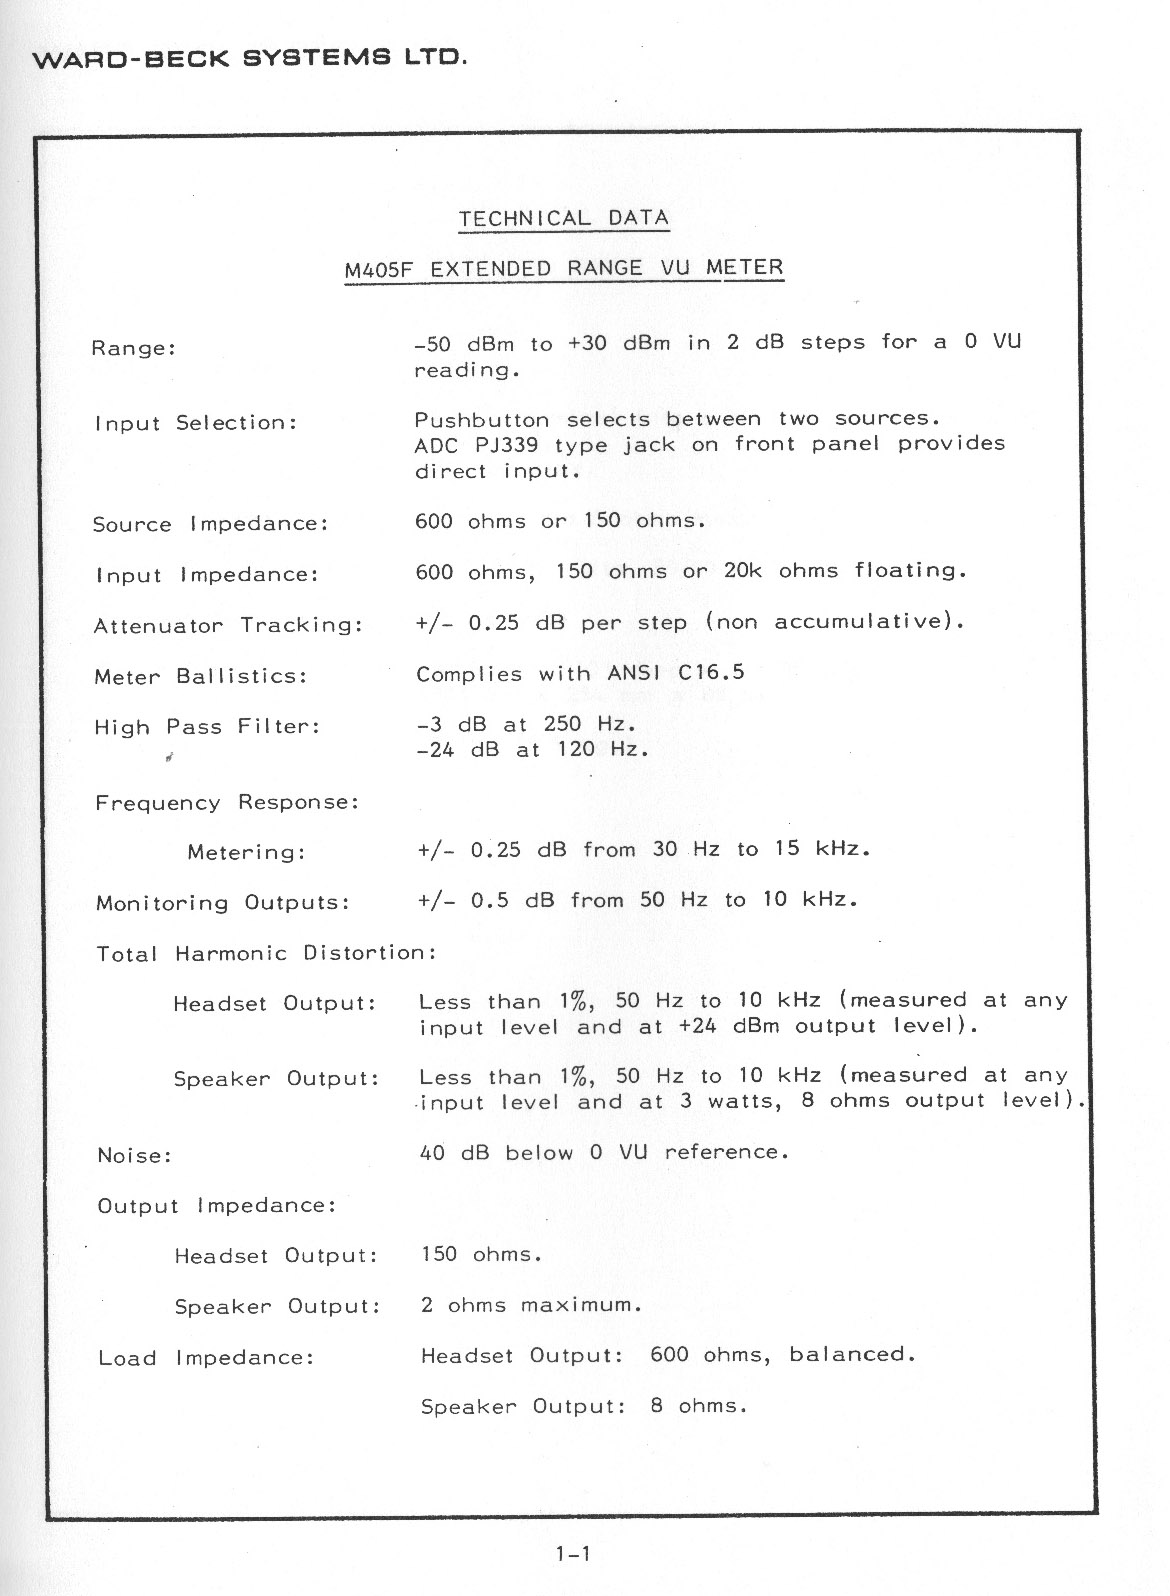 WARD-BECK SYSTEMS LTD.
TECHNICAL DATA
M405F EXTENDED RANGE VU METER
Range: -50 dBm to +30 dBm in 2 dB steps for a 0 VU
reading.
Input Selection: Pushbutton selects between two sources.
ADC PJ339 type jack on front panel provides
direct input.
Source Impedance: 600 ohms or 150 ohms.
Input Impedance: 600 ohms, 150 ohms or 20k ohms floating.
Attenuator Tracking: +/- 0.25 dB per step (non accumulative).
Meter Ballistics: Complies with ANSI C16.5
High Pass Filter: -3 dB at 250 Hz.
-24 dB at 120 Hz.
Frequency Response:
Metering: +/- 0.25 dB from 30 Hz to 15 kHz.
Monitoring Outputs: +/- 0.5 dB from 50 Hz to 10 kHz.
Total Harmonic Distortion:
Headset Output: Less than 1%, 50 Hz to 10 kHz (measured at any
input level and at +24 dBm output level).
Speaker Output: Less than 1%, 50 Hz to 10 kHz (measured at any
input level and at 3 watts, 8 ohms output level).
Noise: 40 dB below 0 VU reference.
Output Impedance:
Headset Output: 150 ohms.
Speaker Output: 2 ohms maximum.
Load Impedance: Headset Output: 600 ohms, balanced.
Speaker Output: 8 ohms.
1-1